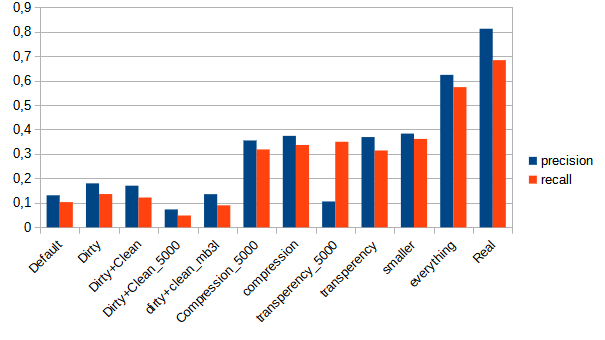 0,9
0,8
0,7
0,6
0,5
0,4
0,3
0,2
0,1
0
Default
Dirty
Dirty+Clean
Dirty+Clean_5000
dirty+clean_mb3l
Compression_5000
compression
transperency_5000
transperency
smaller
everything
Real
precision
recall